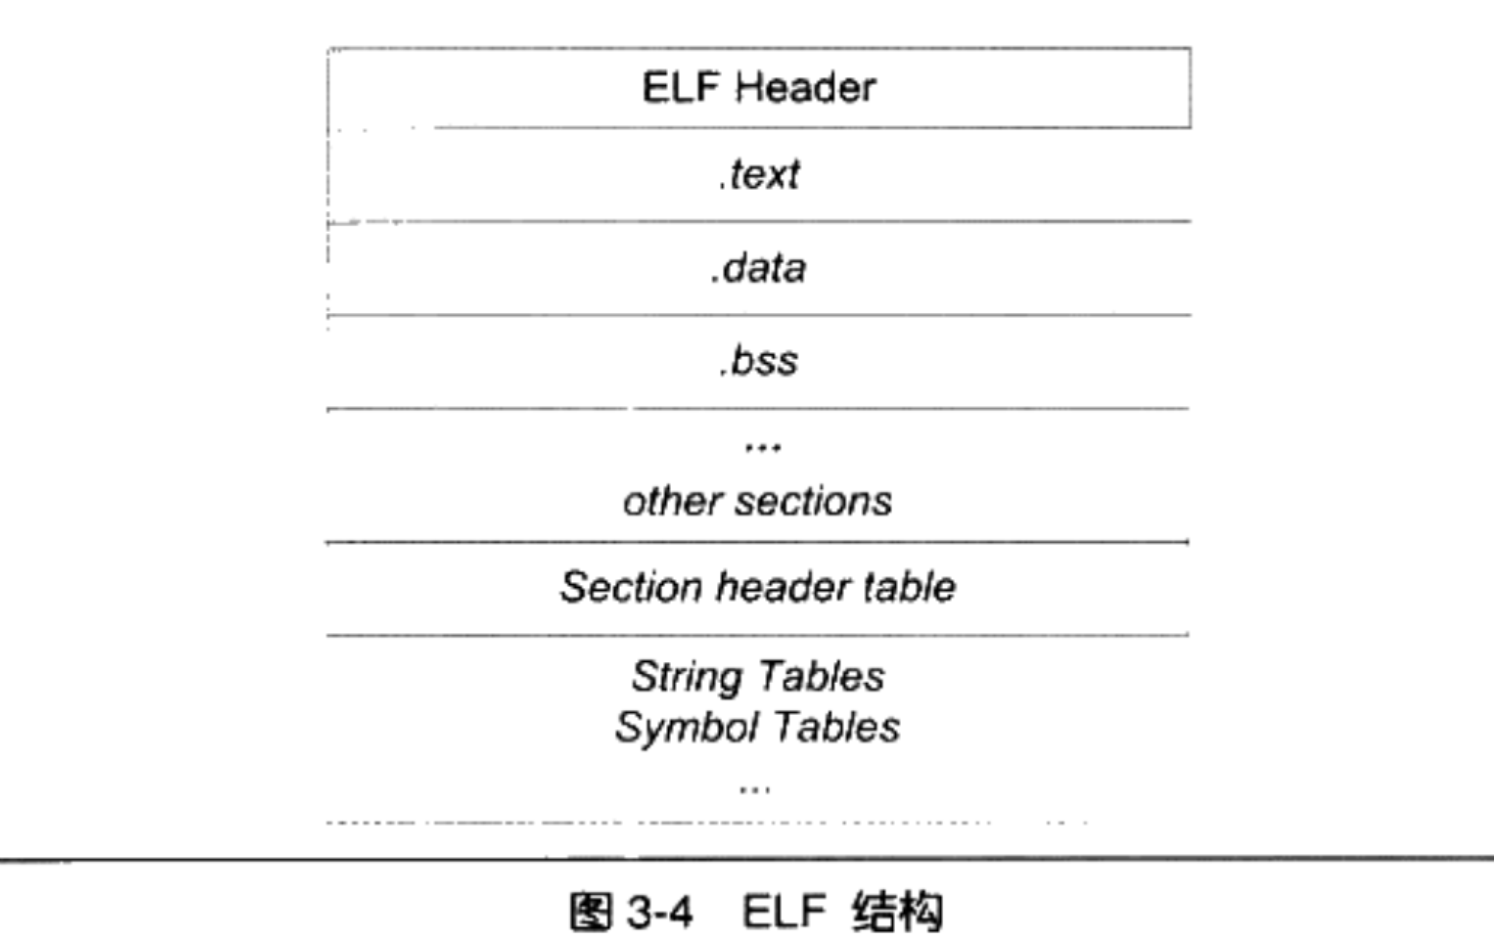 ELF Header
.text
.data
.bss
...
other sections
Section header table
String Tables
Symbol Tables
...
图 3-4 ELF 结构